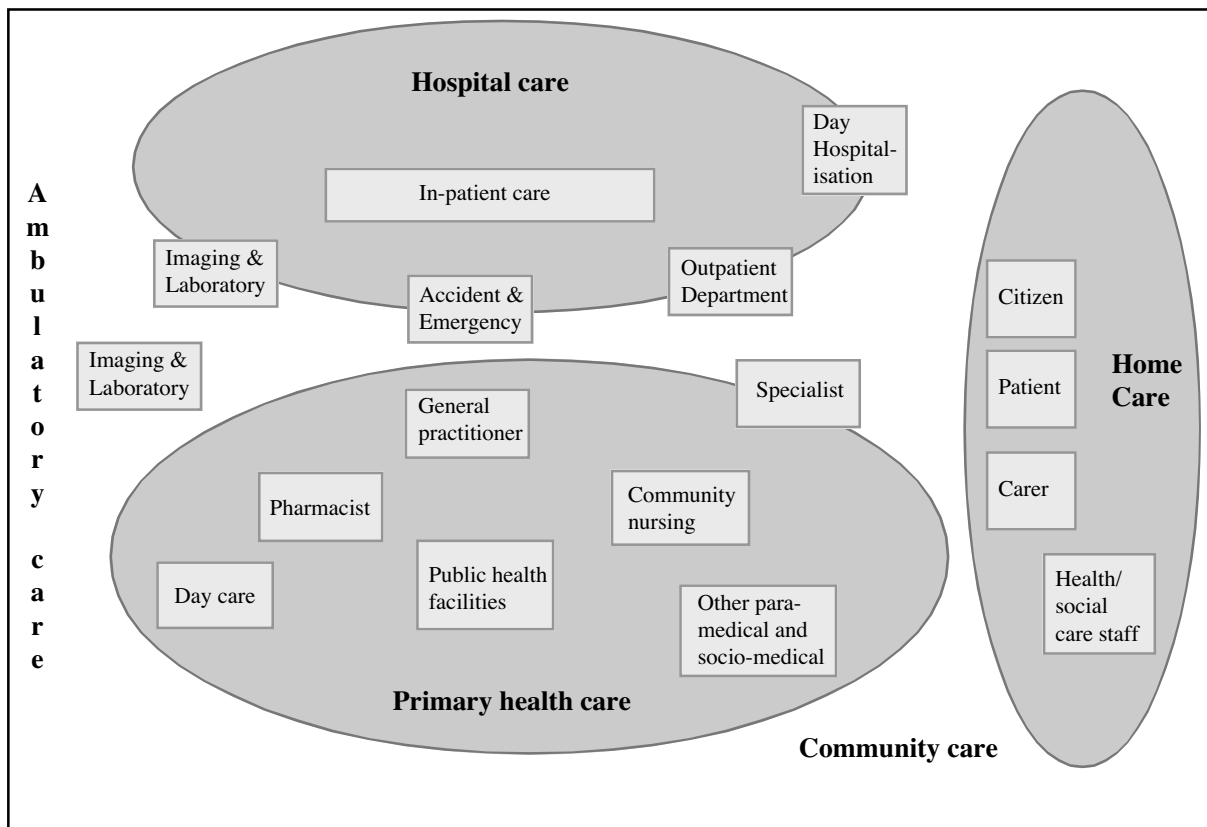 Hospital care
Day
Hospital-
isation
In-patient care
Imaging &
Laboratory
Accident &
Emergency
Outpatient
Department
Ambulatory care
Imaging &
Laboratory
General
practitioner
Specialist
Pharmacist
Community
nursing
Day care
Public health
facilities
Other para-
medical and
socio-medical
Primary health care
Community care
Citizen
Patient
Home
Care
Carer
Health/
social
care staff